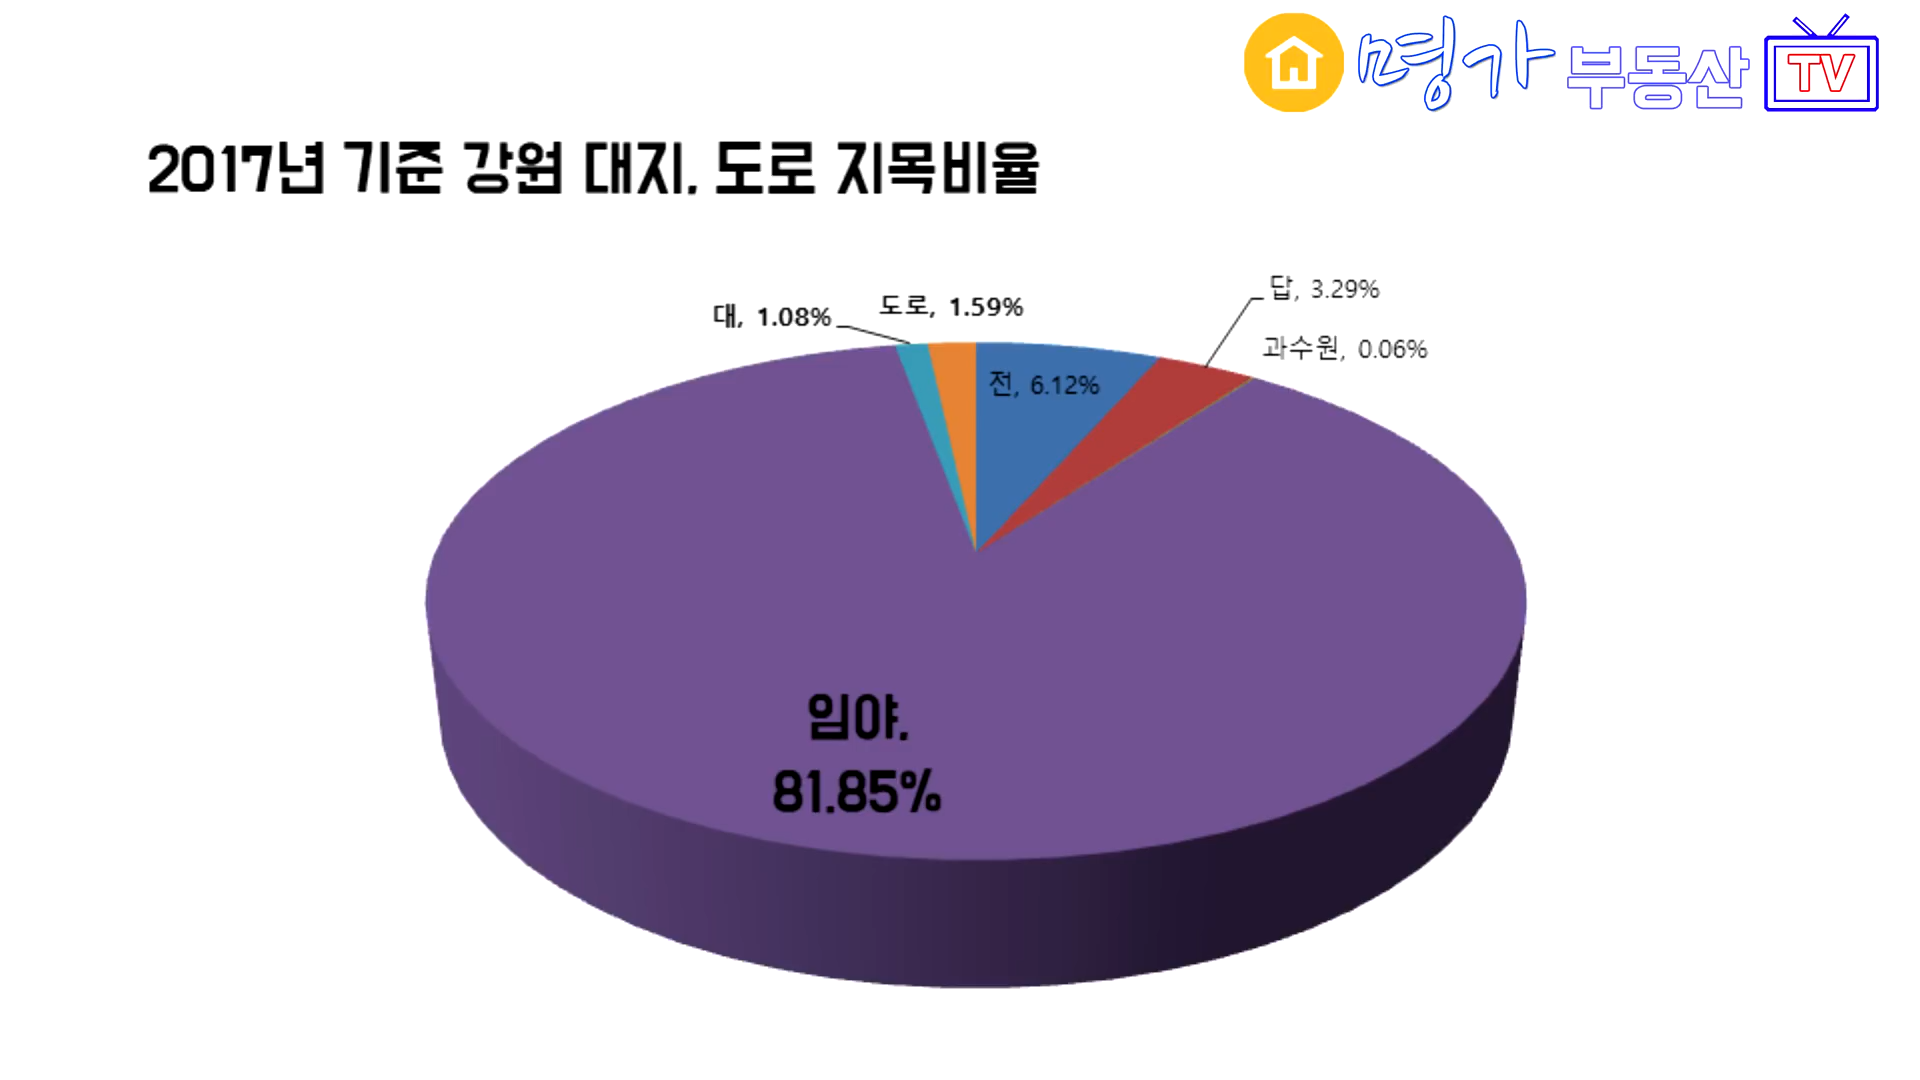 명가 부동산 TV
2017년 기준 강원 대지, 도로 지목비율
답, 3.29%
대, 1.08%
도로, 1.59%
과수원, 0.06%
전, 6.12%
임야,
81.85%